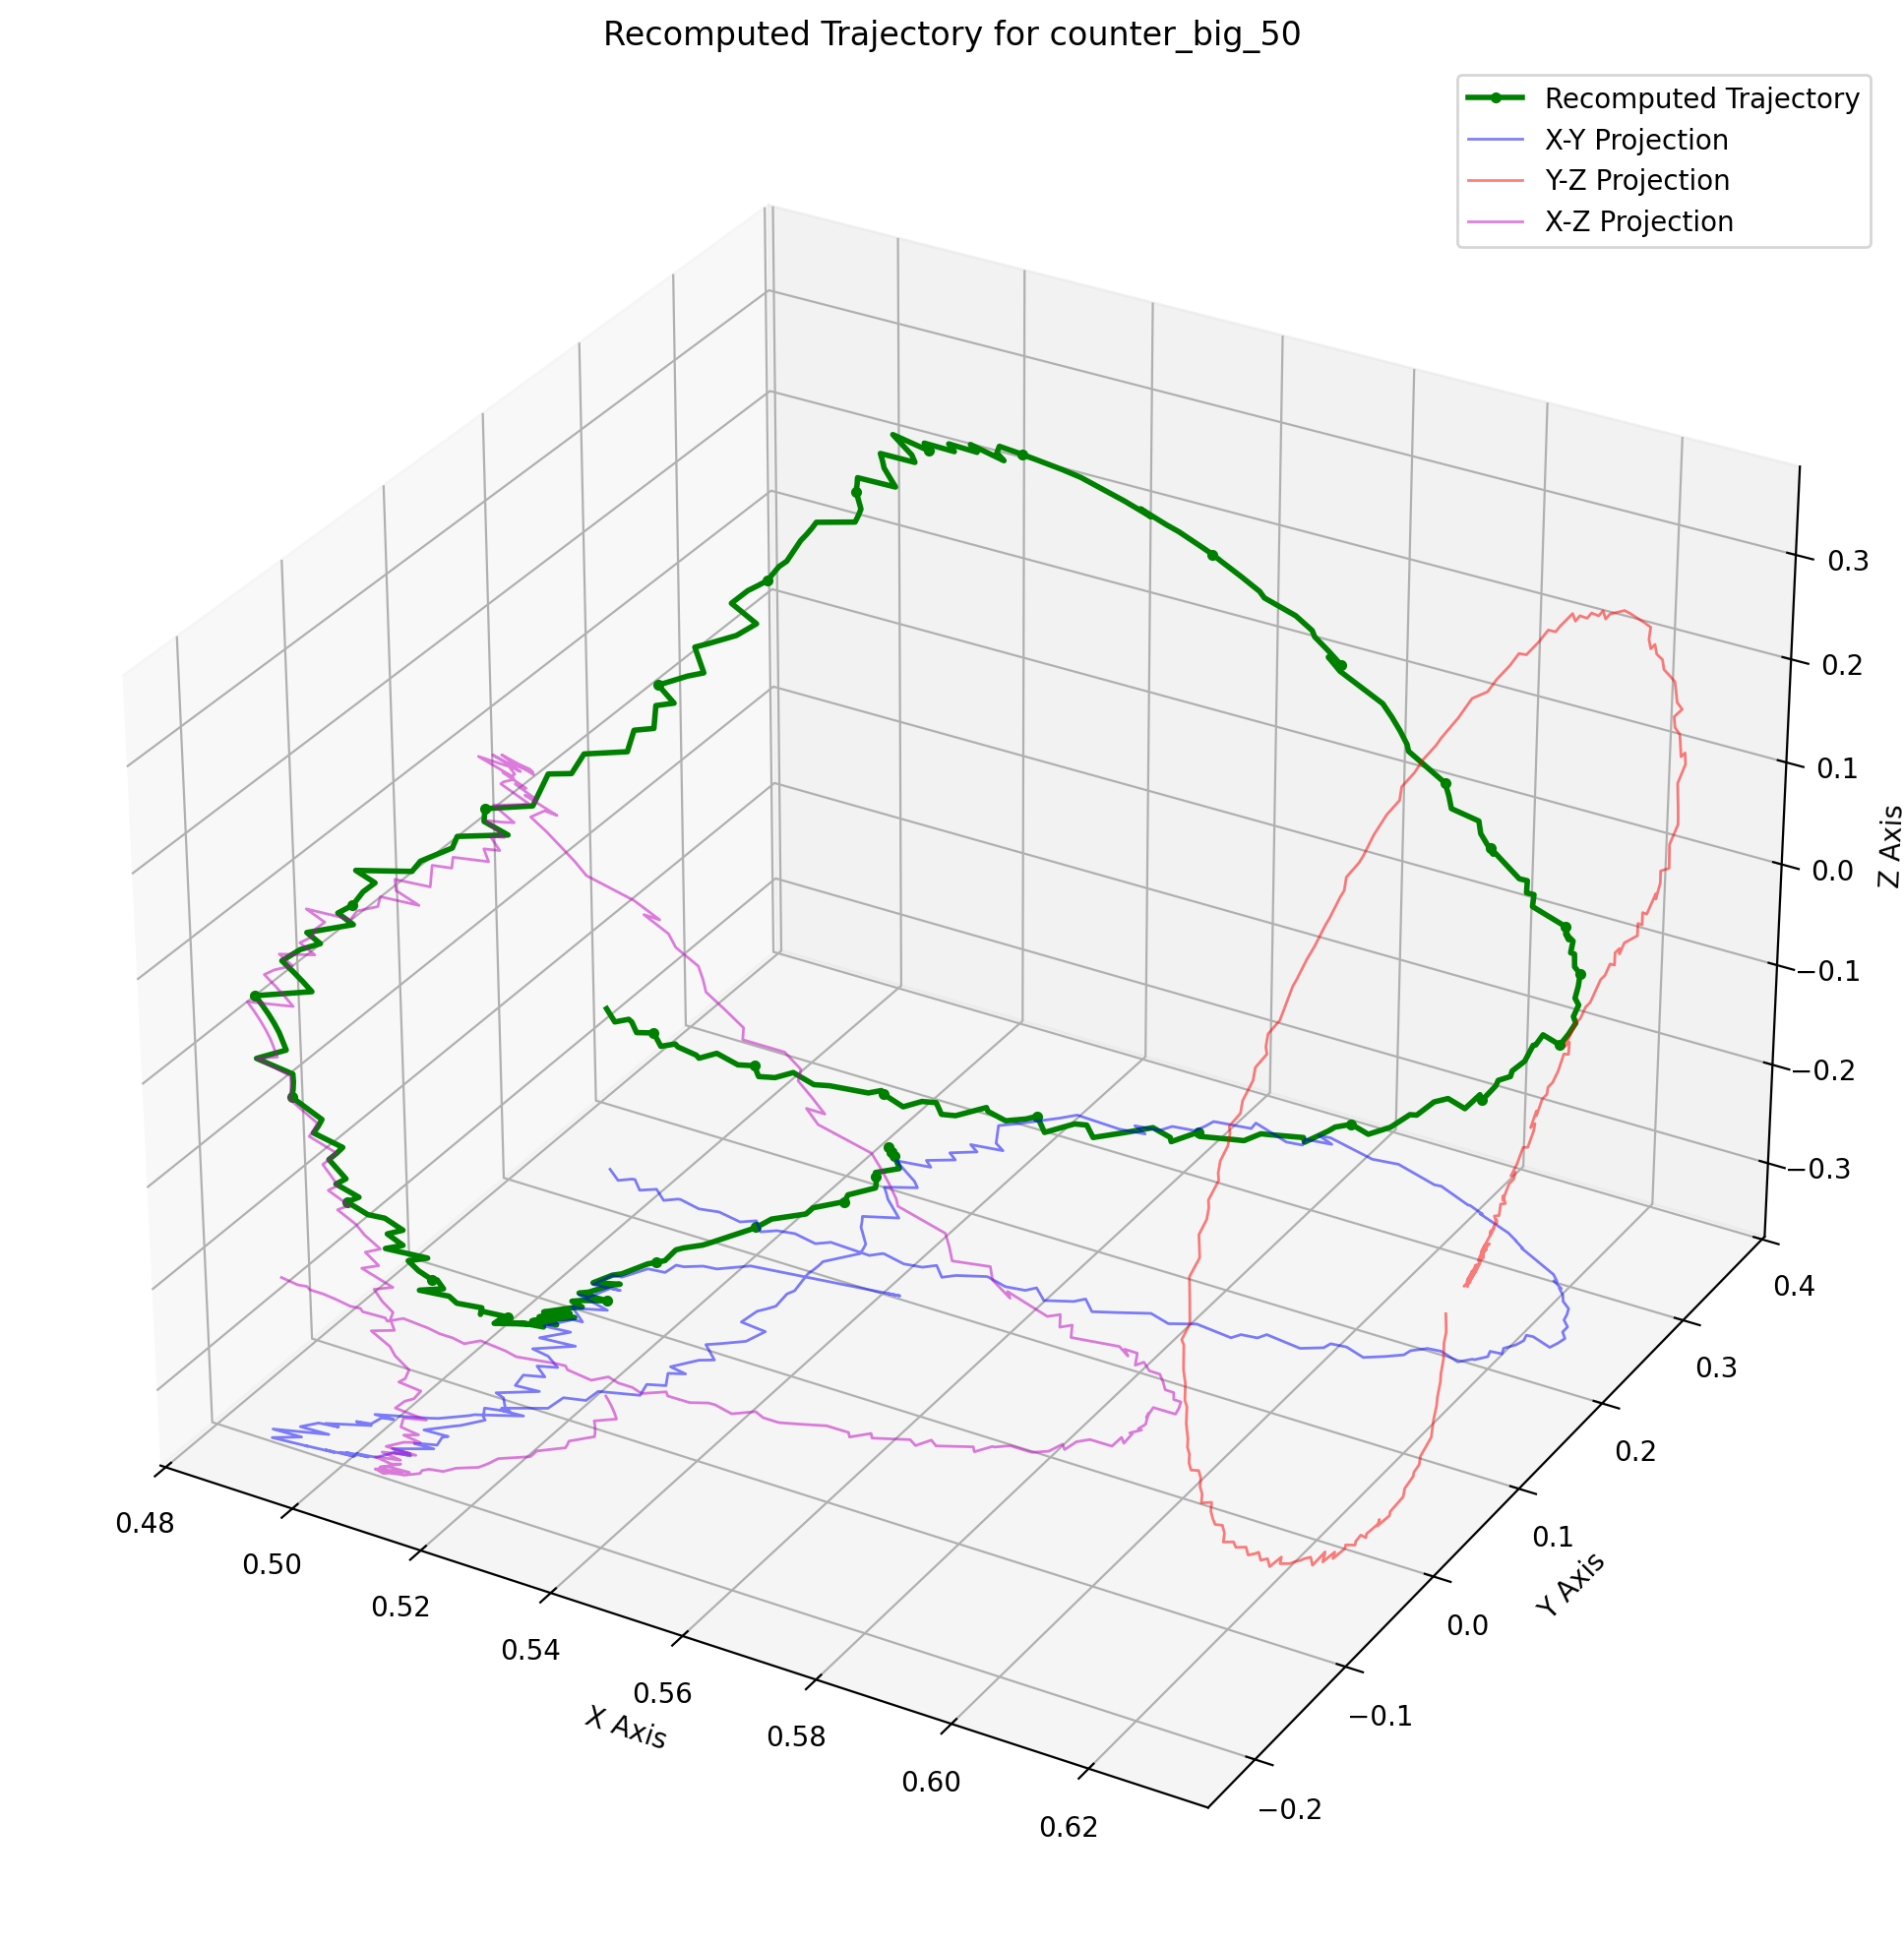 Recomputed Trajectory for counter_big_50
Recomputed Trajectory
X-Y Projection
Y-Z Projection
X-Z Projection
0.3
0.2
0.1
0.0
−0.1
−0.2
−0.3
Z Axis
0.4
0.3
0.2
0.1
0.0
−0.1
−0.2
Y Axis
0.48
0.50
0.52
0.54
0.56
0.58
0.60
0.62
X Axis